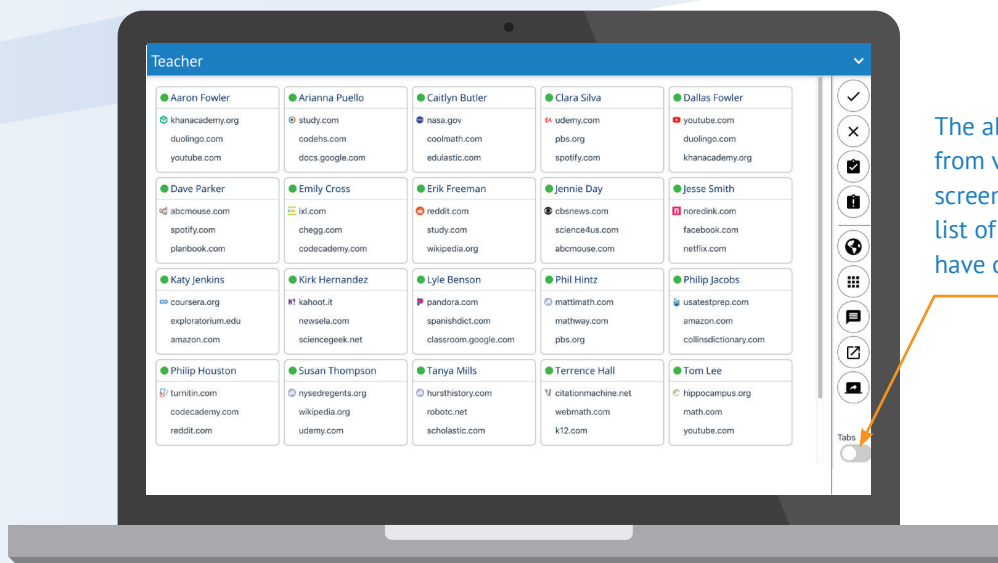 Teacher
Aaron Fowler
khanacademy.org
duolingo.com
youtube.com
Arianna Puello
study.com
codehs.com
docs.google.com
Caitlyn Butler
nasa.gov
coolmath.com
edulastic.com
Clara Silva
udemy.com
pbs.org
spotify.com
Dallas Fowler
youtube.com
duolingo.com
khanacademy.org
Dave Parker
abcmouse.com
spotify.com
planbook.com
Emily Cross
ixl.com
chegg.com
codecademy.com
Erik Freeman
reddit.com
study.com
wikipedia.org
Jennie Day
cbsnews.com
science4us.com
abcmouse.com
Jesse Smith
noredink.com
facebook.com
netflix.com
Katy Jenkins
coursera.org
exploratorium.edu
amazon.com
Kirk Hernandez
kahoot.it
newsela.com
sciencegeek.net
Lyle Benson
pandora.com
spanishdict.com
classroom.google.com
Phil Hintz
mattimath.com
mathway.com
pbs.org
Philip Jacobs
usatestprep.com
amazon.com
collinsdictionary.com
Philip Houston
turnitin.com
codecademy.com
reddit.com
Susan Thompson
nysedregents.org
wikipedia.org
udemy.com
Tanya Mills
hursthistory.com
robotc.net
scholastic.com
Terrence Hall
citationmachine.net
webmath.com
k12.com
Tom Lee
hippocampus.org
math.com
youtube.com
Tabs
The
from
screen
list of
have